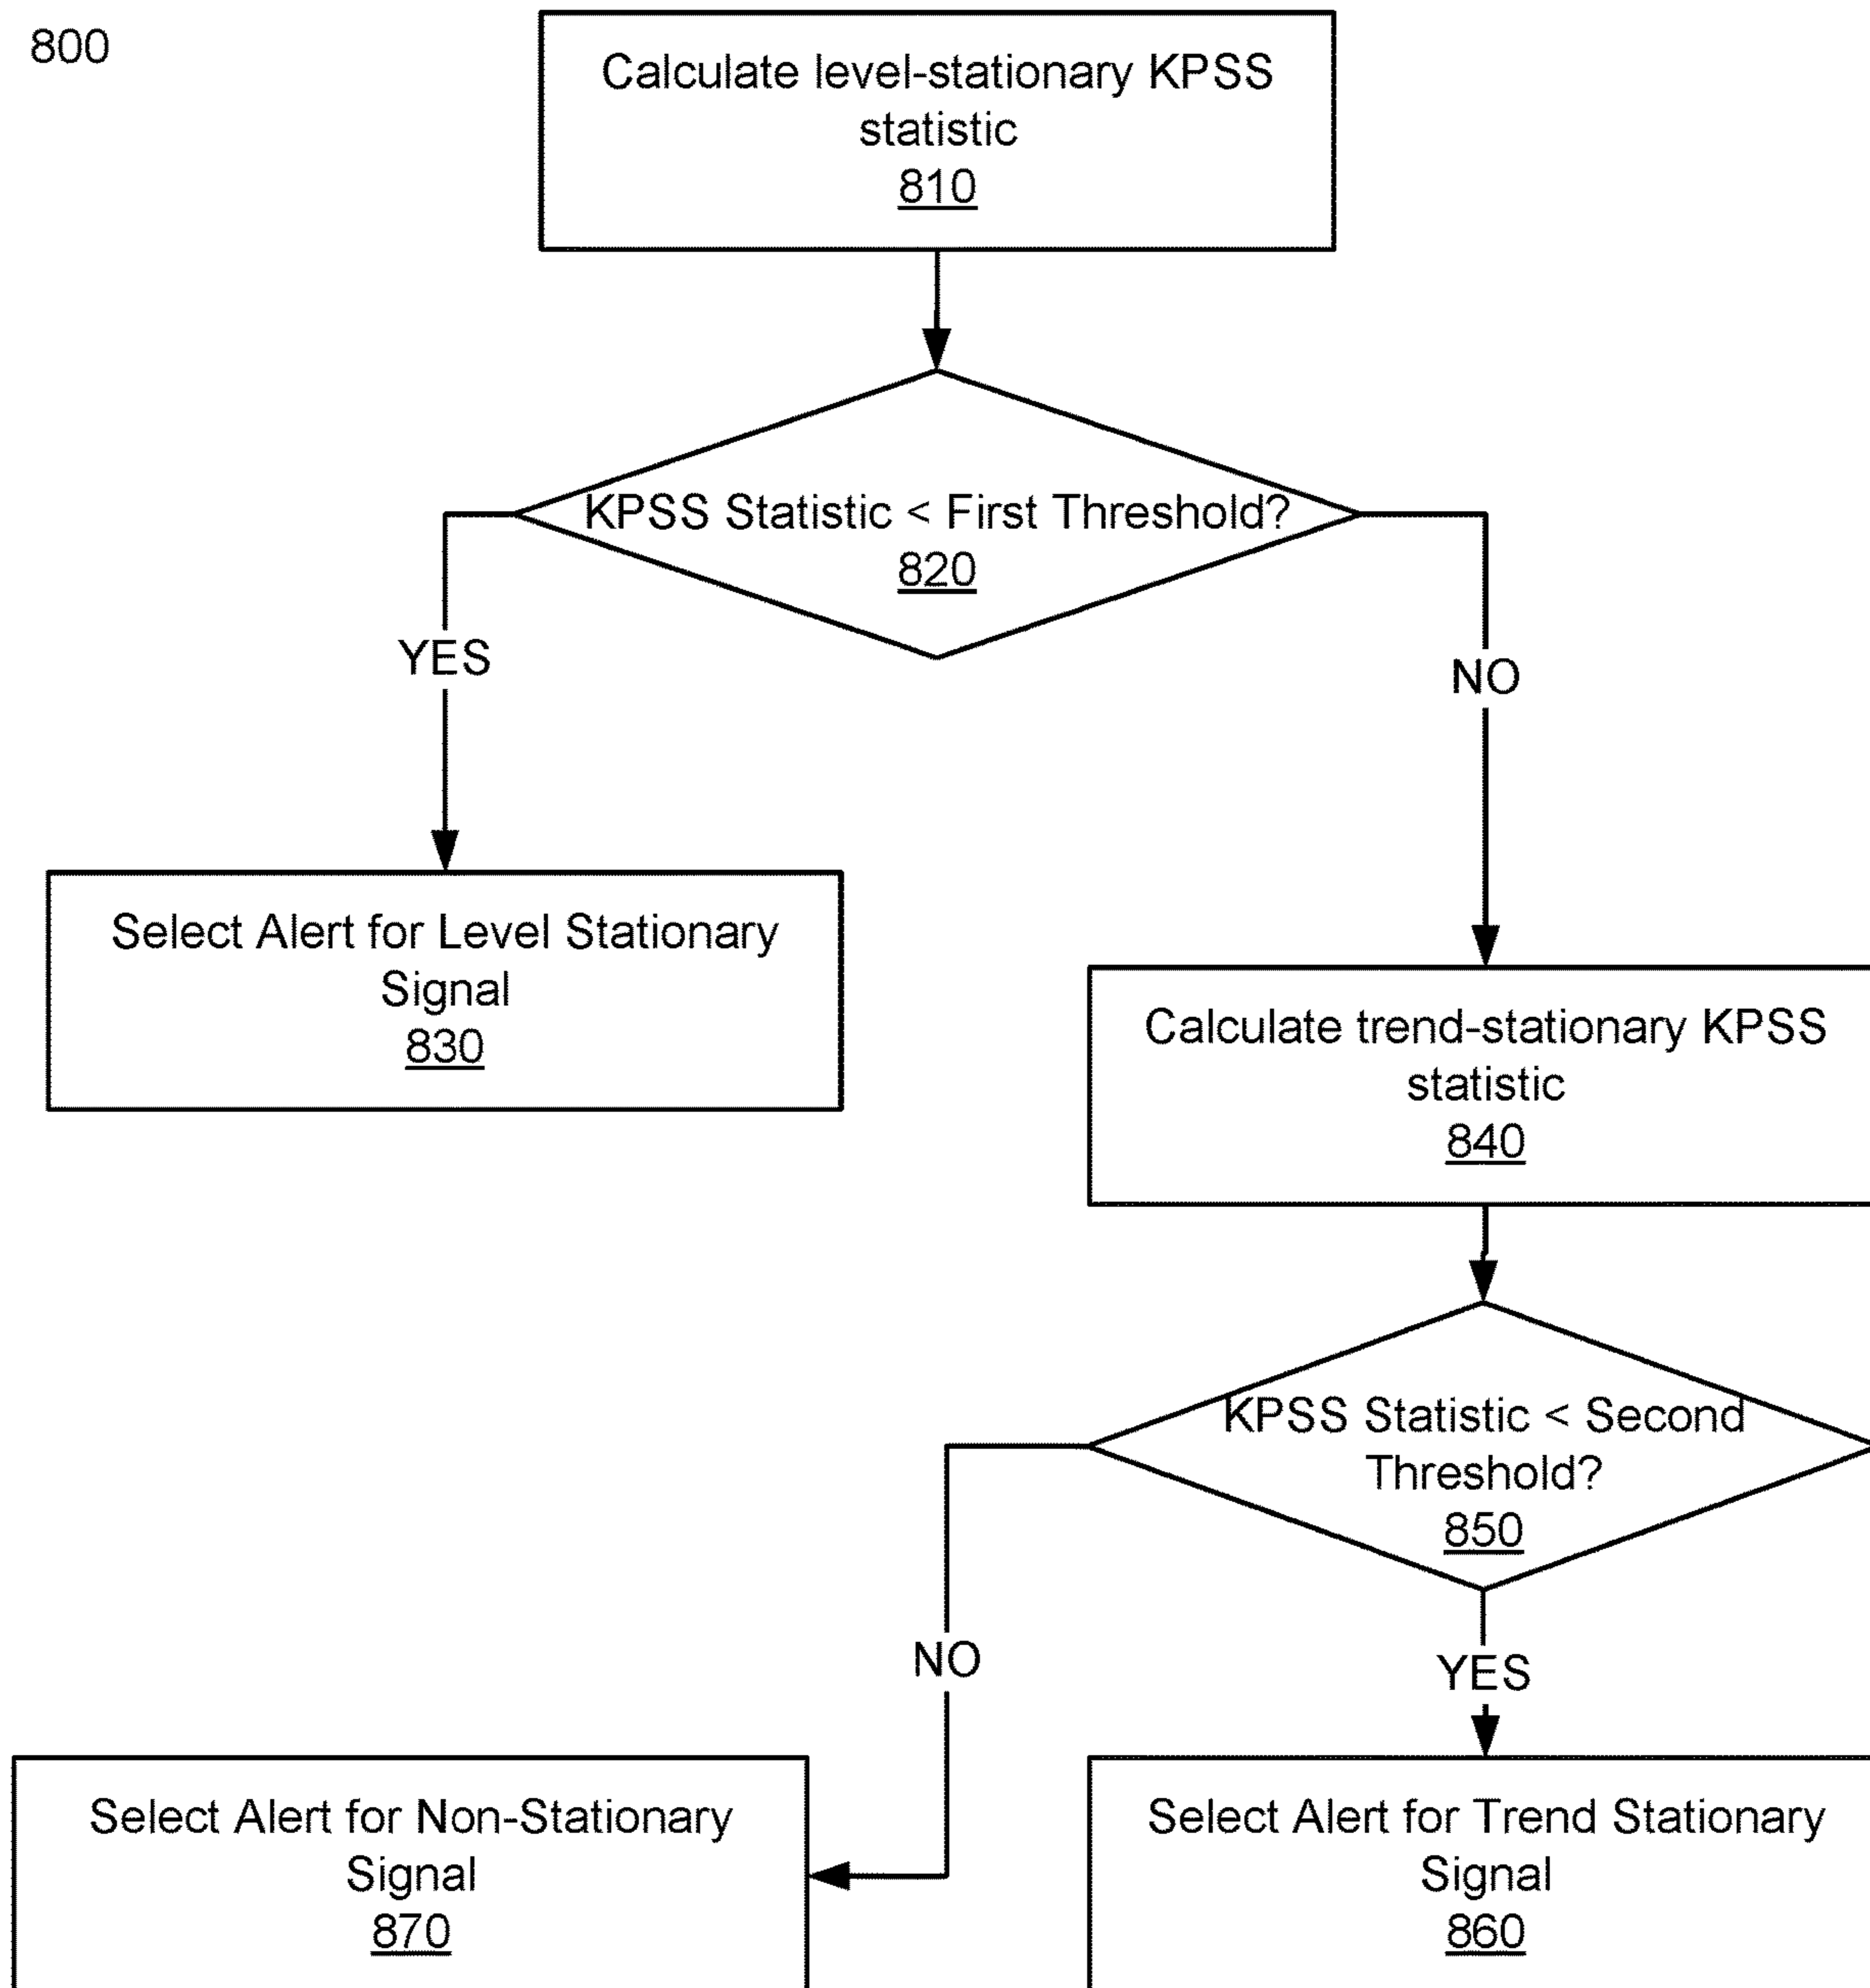 800
Calculate level-stationary KPSS
statistic
810
KPSS Statistic < First Threshold?
820
YES
NO
Select Alert for Level Stationary
Signal
830
Calculate trend-stationary KPSS
statistic
840
KPSS Statistic < Second
Threshold?
850
NO
YES
Select Alert for Non-Stationary
Signal
870
Select Alert for Trend Stationary
Signal
860